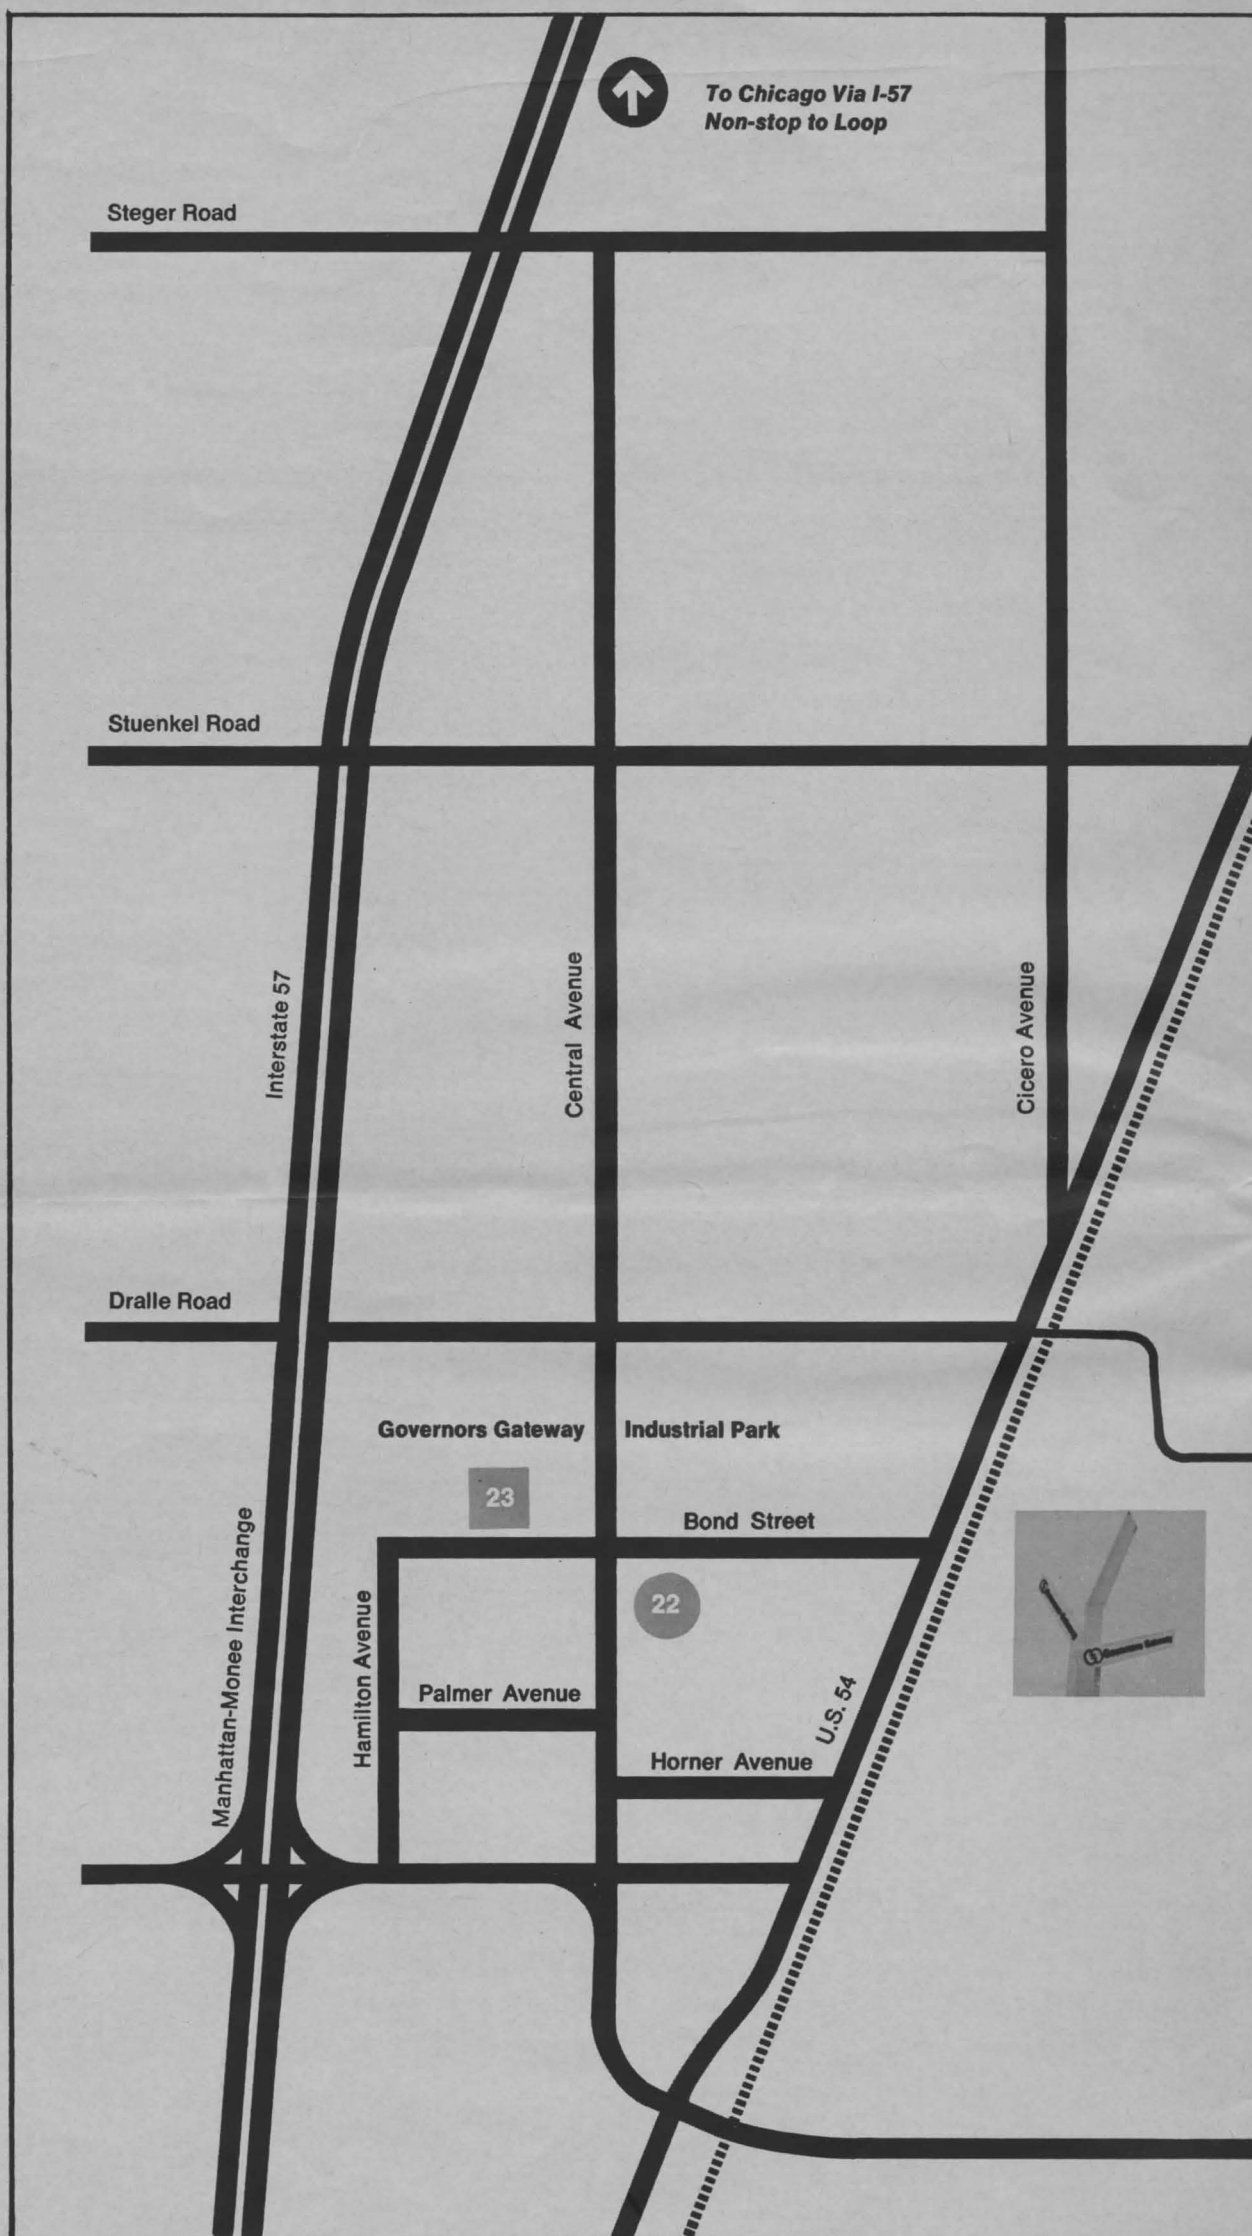 To Chicago Via I-57
Non-stop to Loop
Steger Road
Stuenkel Road
Interstate 57
Central Avenue
Cicero Avenue
Dralle Road
Governors Gateway Industrial Park
23
Bond Street
22
Manhattan-Monee Interchange
Hamilton Avenue
Palmer Avenue
U.S. 54
Horner Avenue